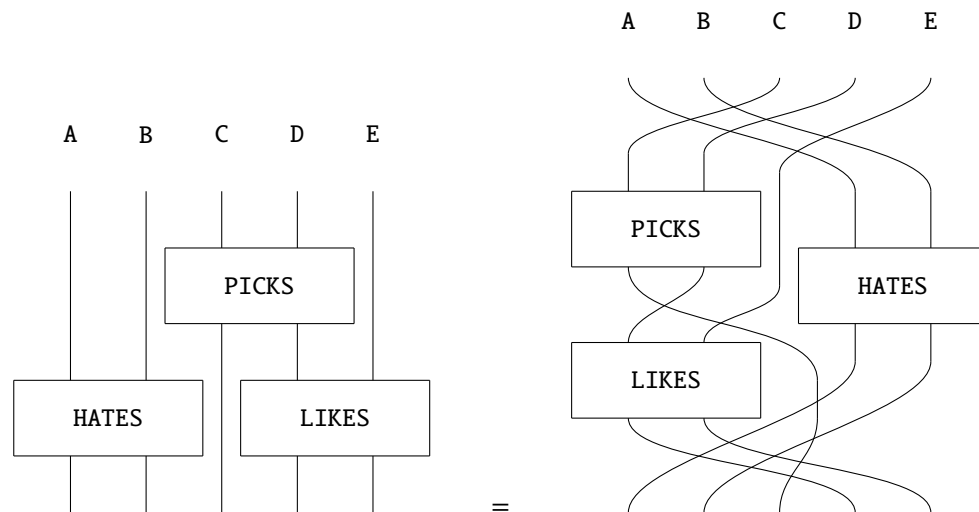 A B C D E
PICKS
HATES LIKES
=
A B C D E
PICKS
HATES
LIKES